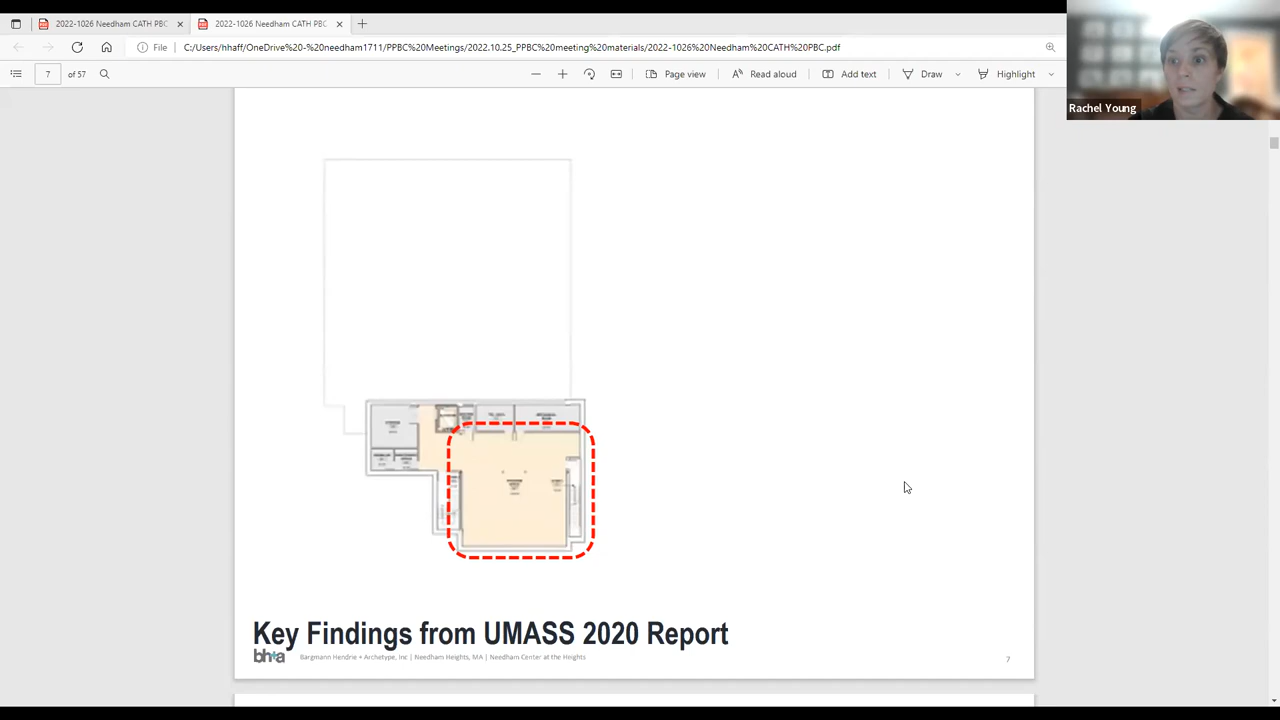 2022-1026 Needham CATH PBC
2022-1026 Needham CATH PBC
File
C:/Users/hhaff/OneDrive%20-%20needham1711/PPBC%20Meetings/2022.10.25_PPBC%20meeting%20materials/2022-1026%20Needham%20CATH%20PBC.pdf
7 of 57
Page view
Read aloud
Add text
Draw
Highlight
Rachel Young
Key Findings from UMASS 2020 Report
bh+a
Bargmann Hendrie + Archetype, Inc | Needham Heights, MA | Needham Center at the Heights
7